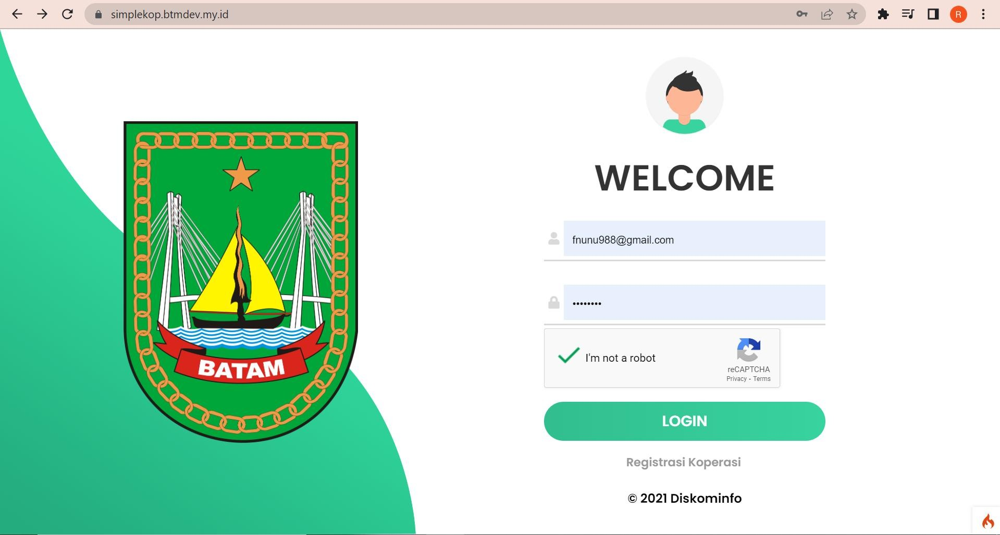 simplekop.btmdev.my.id
R
WELCOME
fnunu988@gmail.com
••••••••
I'm not a robot
reCAPTCHA
Privacy - Terms
BATAM
LOGIN
Registrasi Koperasi
© 2021 Diskominfo